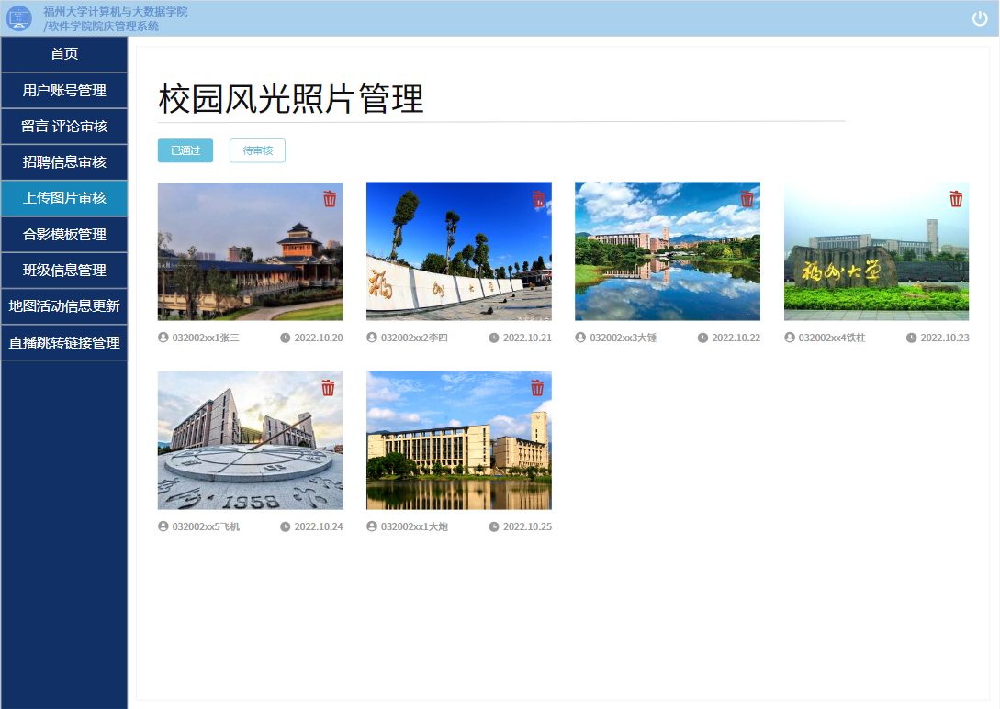 福州大学计算机与大数据学院
/软件学院院庆管理系统
首页
用户账号管理
留言 评论审核
招聘信息审核
上传图片审核
合影模板管理
班级信息管理
地图活动信息更新
直播跳转链接管理
校园风光照片管理
已通过
待审核
福州大学
福州大学
032002xx1张三
2022.10.20
032002xx2李四
2022.10.21
032002xx3大锤
2022.10.22
032002xx4铁柱
2022.10.23
1958
032002xx5飞机
2022.10.24
032002xx1大炮
2022.10.25